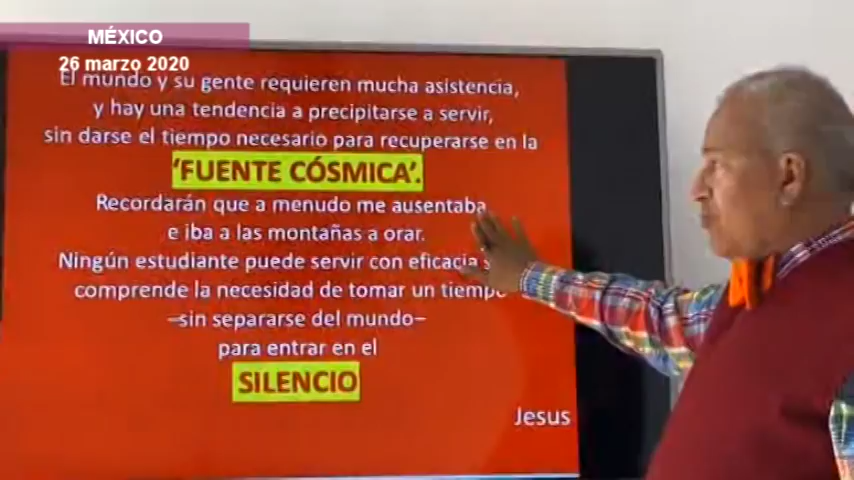 MÉXICO
26 marzo 2020
El mundo y su gente requieren mucha asistencia,
y hay una tendencia a precipitarse a servir,
sin darse el tiempo necesario para recuperarse en la
'FUENTE CÓSMICA'.
Recordarán que a menudo me ausentaba
e iba a las montañas a orar.
Ningún estudiante puede servir con eficacia si
comprende la necesidad de tomar un tiempo
–sin separarse del mundo–
para entrar en el
SILENCIO
Jesus